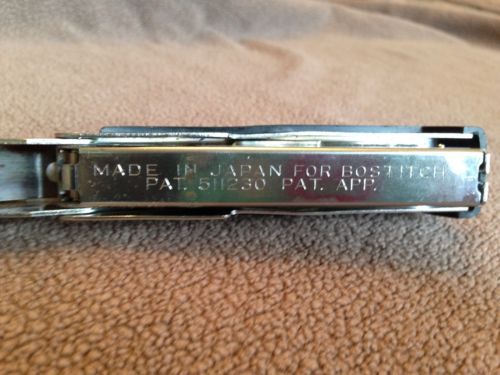 MADE IN JAPAN FOR BOSTITCH
PAT. 511230 PAT. APP.